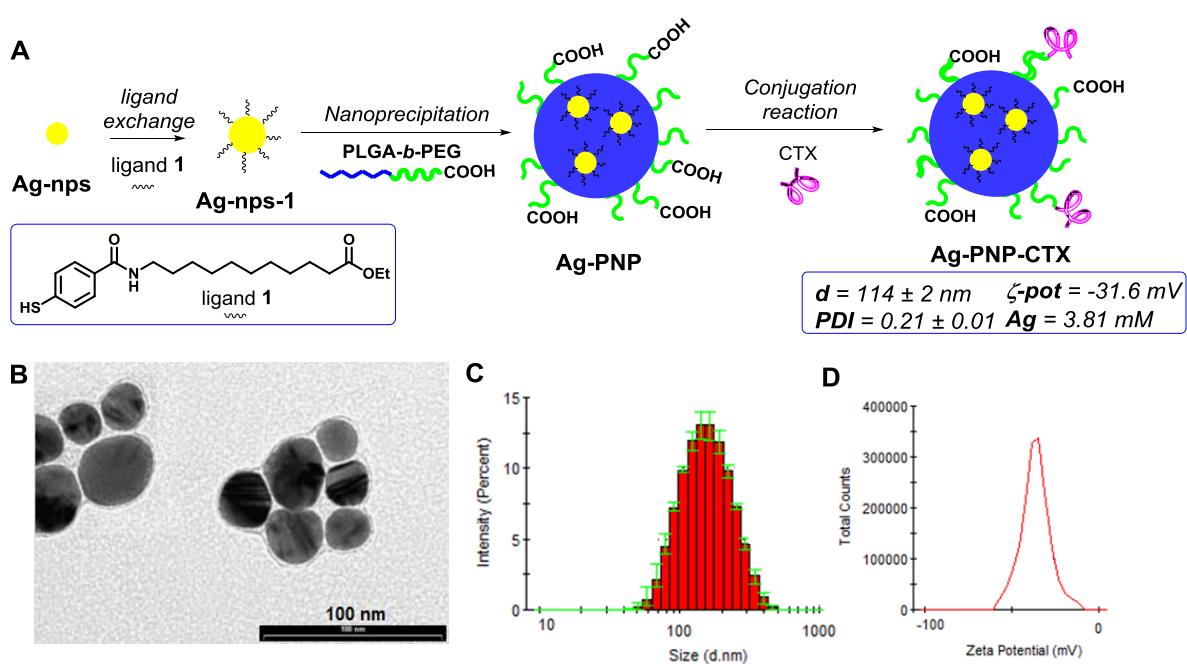 A
ligand
exchange
ligand 1
Ag-nps
Ag-nps-1
Nanoprecipitation
PLGA-b-PEG
COOH
COOH
COOH
COOH
COOH
COOH
Ag-PNP
Conjugation
reaction
CTX
COOH
COOH
COOH
Ag-PNP-CTX
O
N
H
O
OEt
HS
ligand 1
d = 114 ± 2 nm
ζ-pot = -31.6 mV
PDI = 0.21 ± 0.01
Ag = 3.81 mM
B
100 nm
100 nm
C
15
10
5
0
Intensity (Percent)
10
100
1000
Size (d.nm)
D
400000
300000
200000
100000
0
Total Counts
-100
0
Zeta Potential (mV)